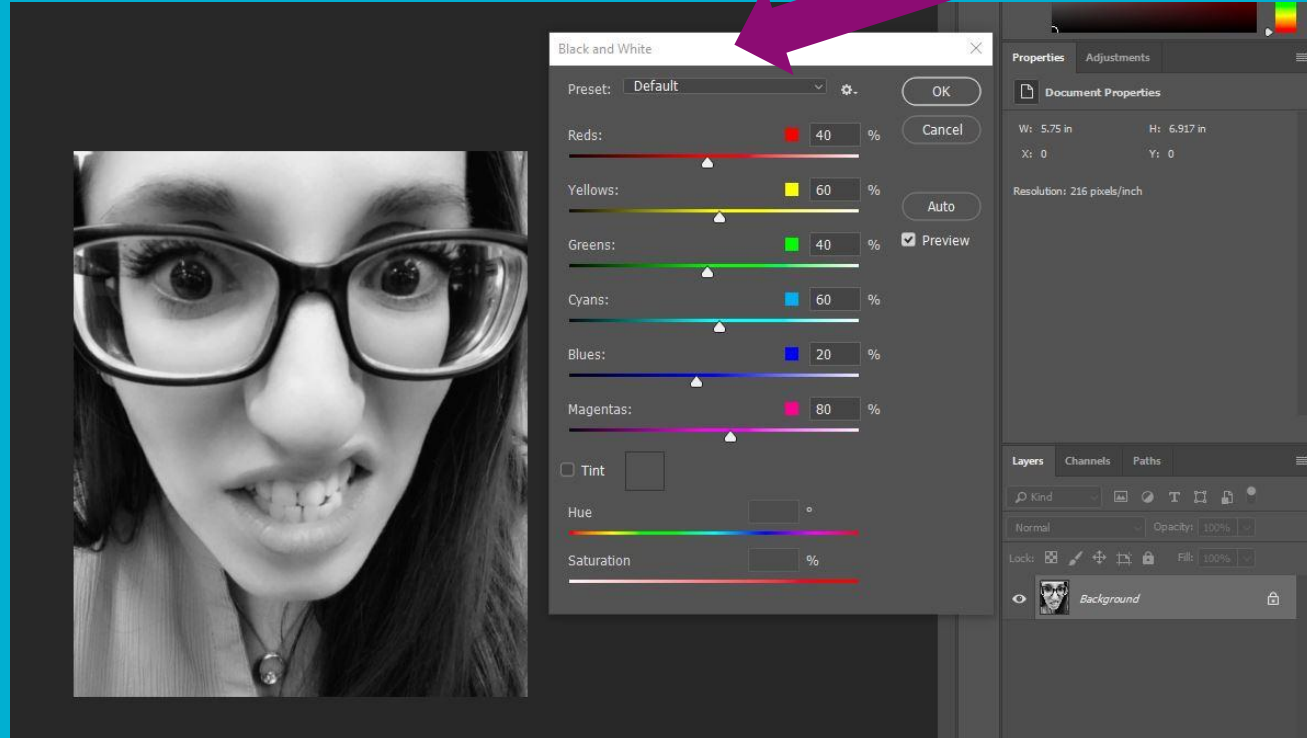 Black and White
Preset: Default
OK
Reds: 40 %
Cancel
Yellows: 60 %
Auto
Greens: 40 %
Preview
Cyans: 60 %
Blues: 20 %
Magentas: 80 %
Tint
Hue °
Saturation %
Properties Adjustments
Document Properties
W: 5.75 in H: 6.917 in
X: 0 Y: 0
Resolution: 216 pixels/inch
Layers Channels Paths
Kind
Normal Opacity: 100%
Lock: Fill: 100%
Background